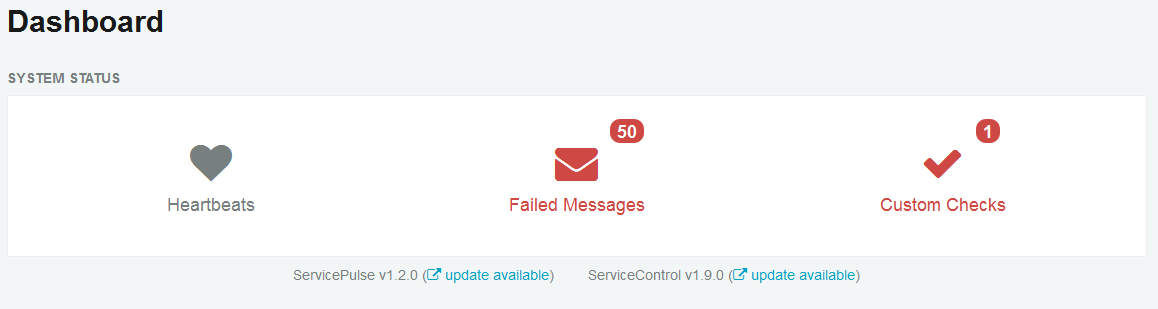 Dashboard
SYSTEM STATUS
50 1
Heartbeats Failed Messages Custom Checks
ServicePulse v1.2.0 (update available) ServiceControl v1.9.0 (update available)